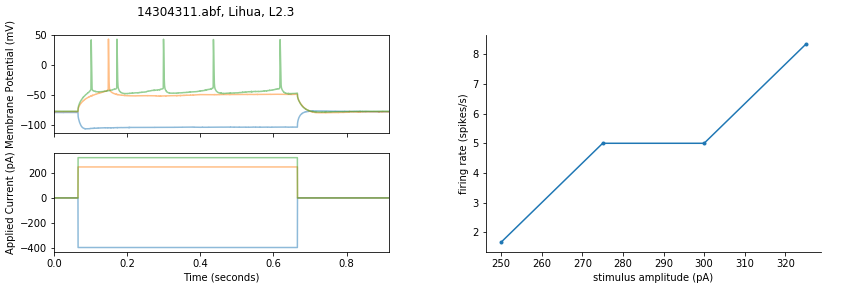 14304311.abf, Lihua, L2.3
Membrane Potential (mV)
50
0
−50
−100
Applied Current (pA)
200
0
−200
−400
0.0 0.2 0.4 0.6 0.8
Time (seconds)
firing rate (spikes/s)
8
7
6
5
4
3
2
250 260 270 280 290 300 310 320
stimulus amplitude (pA)